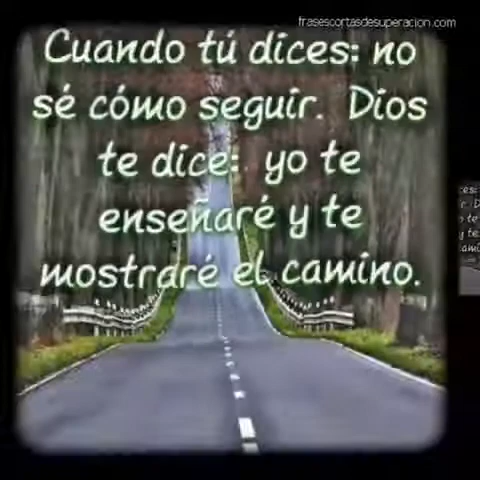 frasescortasdesuperacion.com
Cuando tú dices: no
sé cómo seguir. Dios
te dice: yo te
enseñaré y te
mostraré el camino.